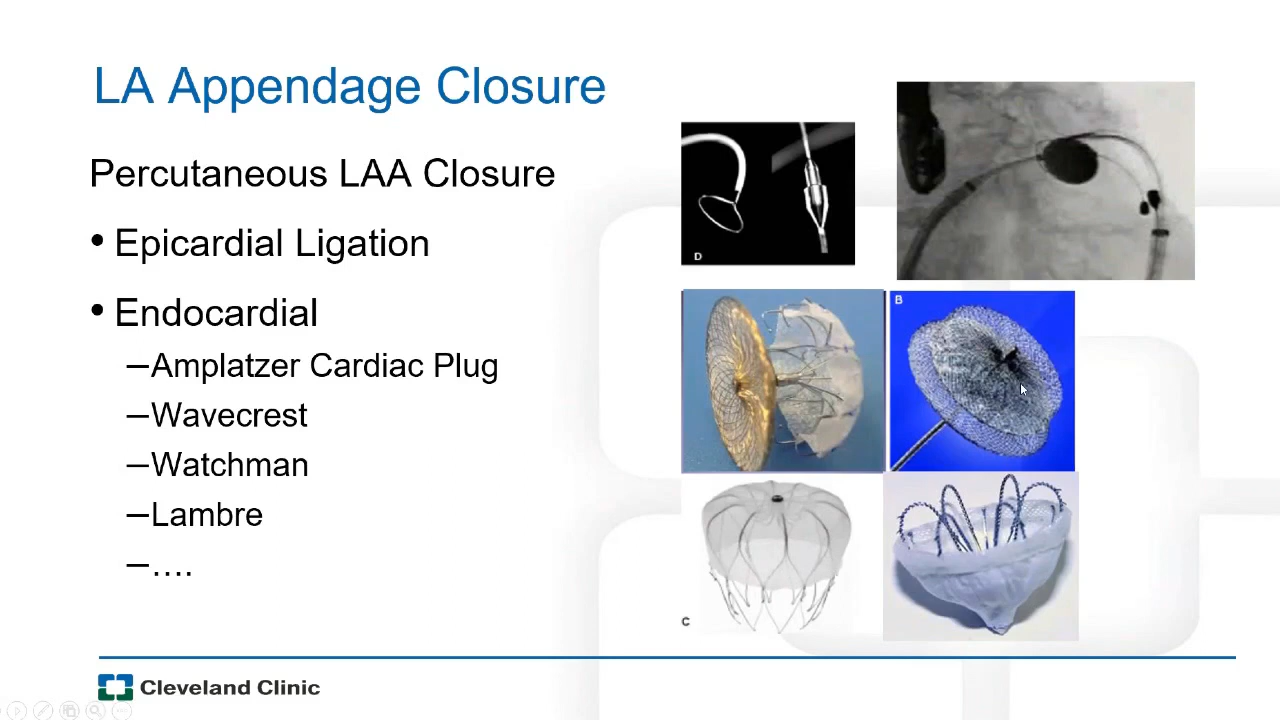 LA Appendage Closure
Percutaneous LAA Closure
• Epicardial Ligation
• Endocardial
–Amplatzer Cardiac Plug
–Wavecrest
–Watchman
–Lambre
–….
D
B
C
Cleveland Clinic